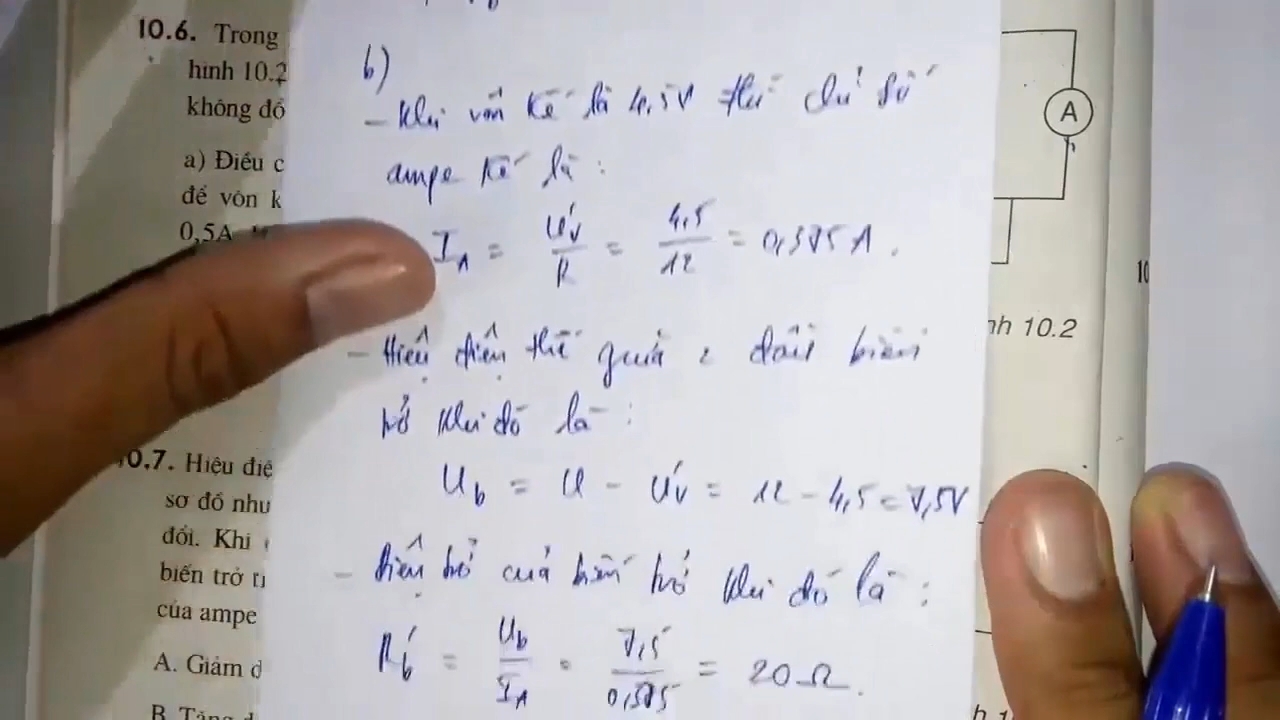 10.6. Trong
hình 10.2
không đổ
a) Điều c
để vôn k
0,5A
b)
- Khi vôn kế là 4,5V thì chỉ số
ampe kế là :
I_A = U'_V / R = 4,5 / 12 = 0,375 A .
- Hiệu điện thế giữa 2 đầu biến
trở khi đó là :
U_b = U - U'_V = 12 - 4,5 = 7,5V
- Điện trở của biến trở khi đó là :
R'_b = U_b / I_A = 7,5 / 0,375 = 20 Ω .
A
10
nh 10.2
10.7. Hiệu điệ
sơ đồ như
đổi. Khi
biến trở
của ampe
A. Giảm d
B. Tăng